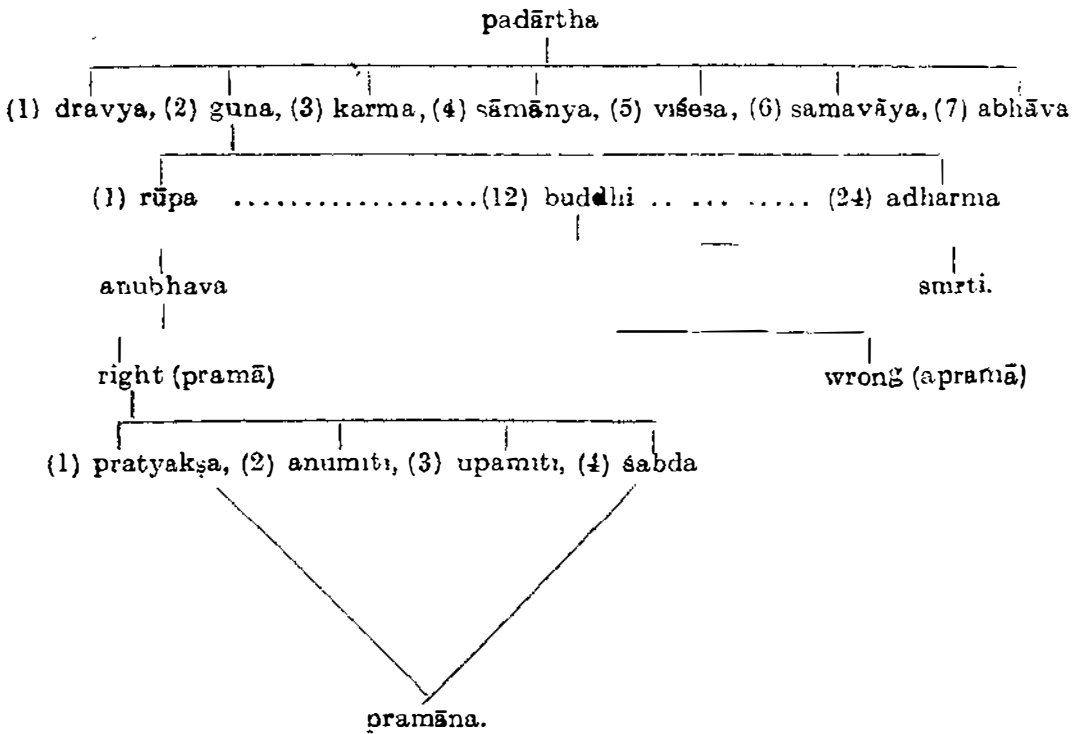 padārtha
(1) dravya, (2) guna, (3) karma, (4) sāmānya, (5) viśesa, (6) samavāya, (7) abhāva
(1) rūpa .................(12) buddhi .. ... ... ..... (24) adharma
anubhava smrti.
right (pramā) wrong (apramā)
(1) pratyakṣa, (2) anumiti, (3) upamiti, (4) śabda
pramāna.